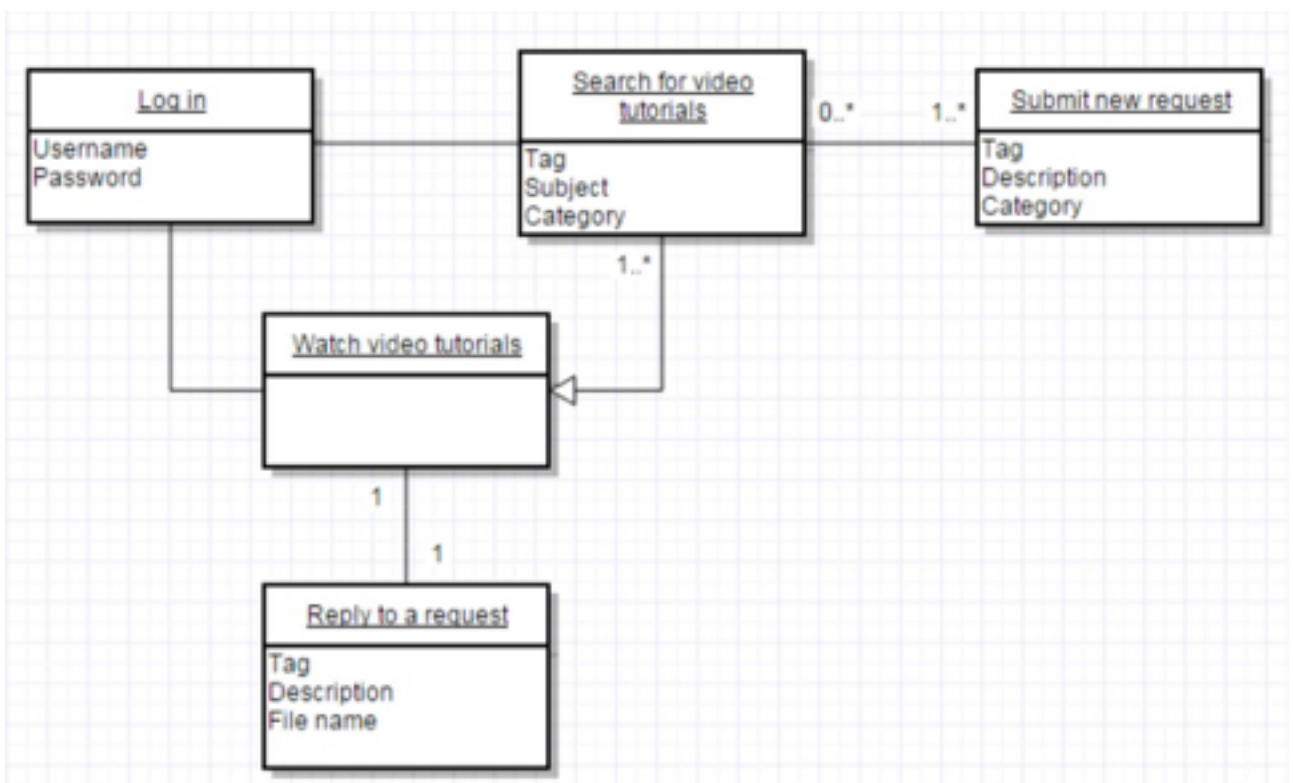 Log in
Username
Password
Search for video
tutorials
Tag
Subject
Category
0..*
1..*
Submit new request
Tag
Description
Category
1..*
Watch video tutorials
1
1
Reply to a request
Tag
Description
File name